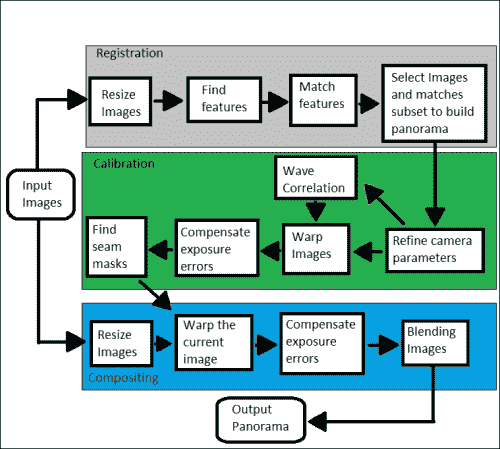 Registration
Resize
Images
Find
features
Match
features
Select Images
and matches
subset to build
panorama
Input
Images
Calibration
Wave
Correlation
Find
seam
masks
Compensate
exposure
errors
Warp
Images
Refine camera
parameters
Resize
Images
Warp the
current
image
Compensate
exposure
errors
Blending
Images
Compositing
Output
Panorama